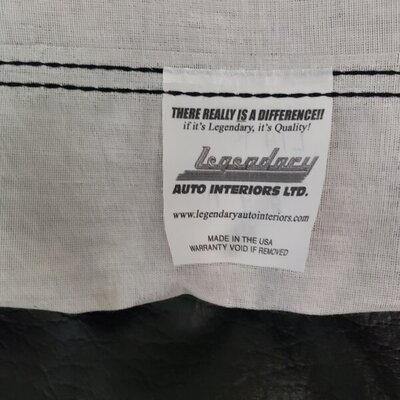 THERE REALLY IS A DIFFERENCE!!
if it's Legendary, it's Quality!
Legendary
AUTO INTERIORS LTD.
www.legendaryautointeriors.com
MADE IN THE USA
WARRANTY VOID IF REMOVED